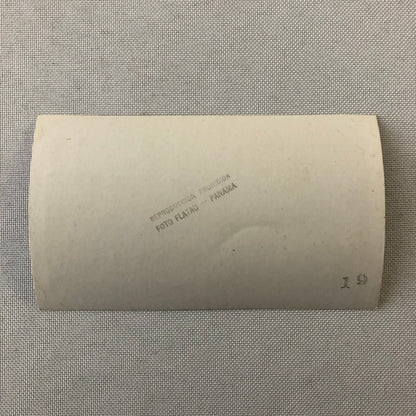 REPRODUCCION PROHIBIDA
FOTO FLATAU — PANAMA
19